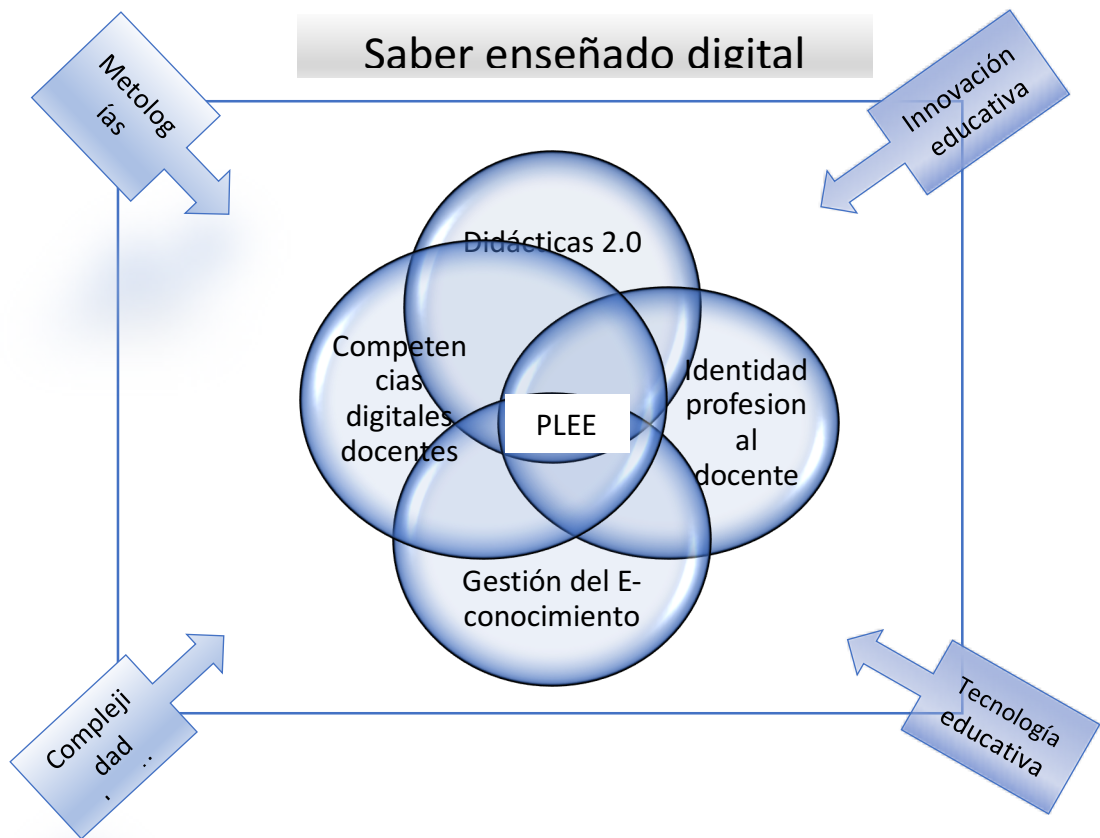 Saber enseñado digital
Metolog
ías
Innovación
educativa
Didácticas 2.0
Competen
cias
digitales
docentes
Identidad
profesion
al
docente
PLEE
Gestión del E-
conocimiento
Compleji
dad
Tecnología
educativa